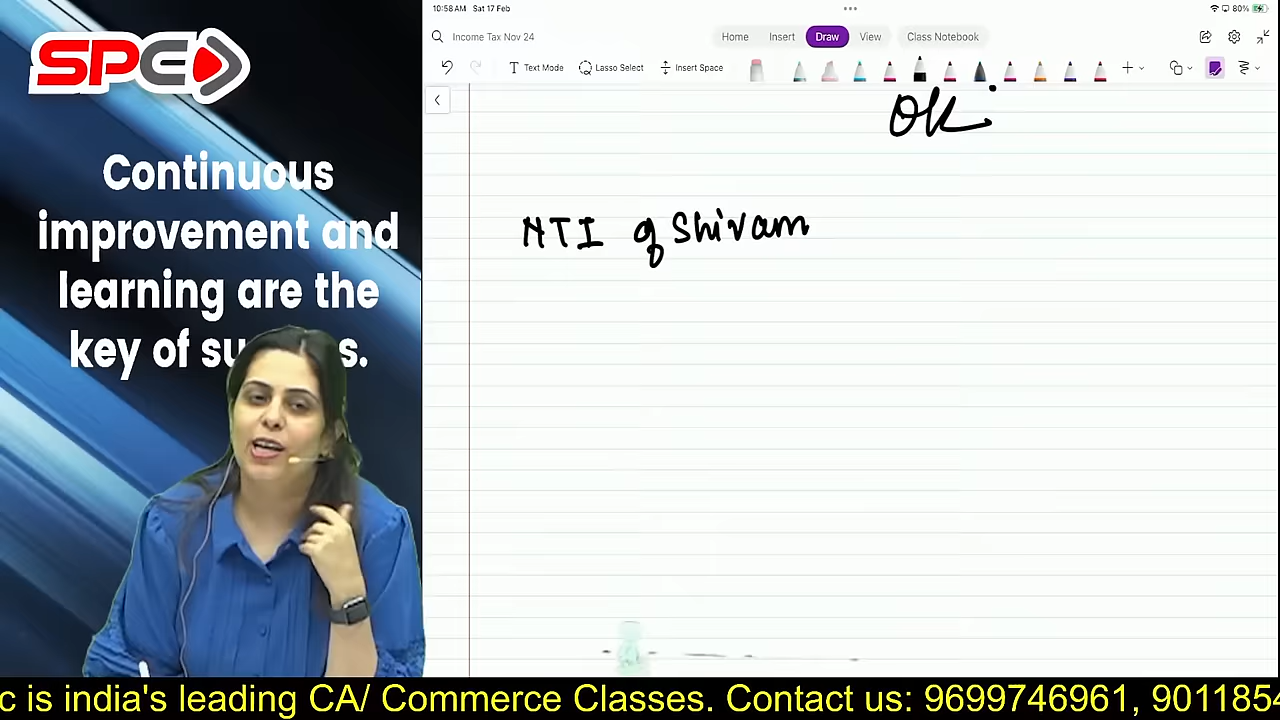 10:58 AM Sat 17 Feb
80%
Income Tax Nov 24
Home Insert Draw View Class Notebook
Text Mode Lasso Select Insert Space
SPC
Continuous
improvement and
learning are the
key of su s.
OK.
NTI of Shivam
c is india's leading CA/ Commerce Classes. Contact us: 9699746961, 9011854